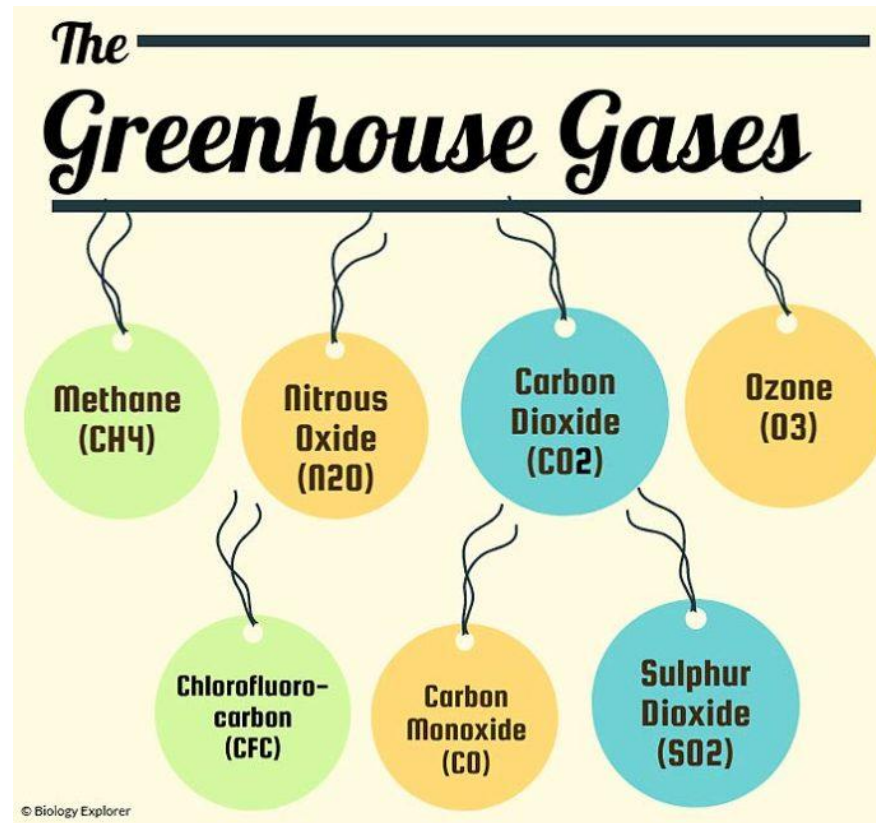 The
Greenhouse Gases
Methane
(CH4)
Nitrous
Oxide
(N2O)
Carbon
Dioxide
(CO2)
Ozone
(O3)
Chlorofluoro-
carbon
(CFC)
Carbon
Monoxide
(CO)
Sulphur
Dioxide
(SO2)
© Biology Explorer